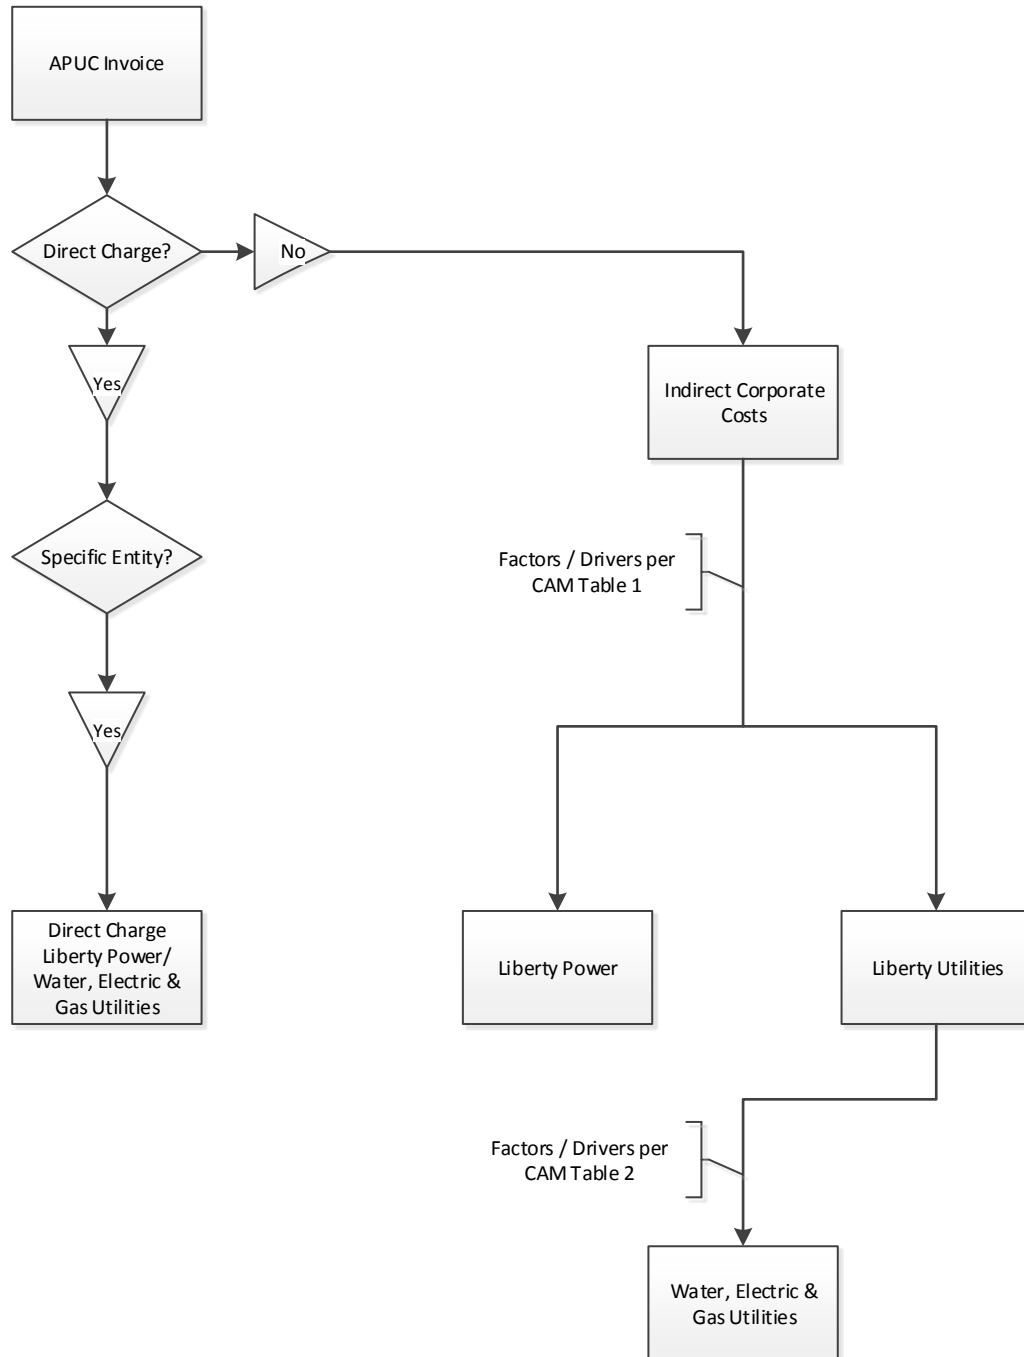 APUC Invoice
Direct Charge?
No
Yes
Indirect Corporate
Costs
Specific Entity?
Factors / Drivers per
CAM Table 1
Yes
Direct Charge
Liberty Power/
Water, Electric &
Gas Utilities
Liberty Power
Liberty Utilities
Factors / Drivers per
CAM Table 2
Water, Electric &
Gas Utilities